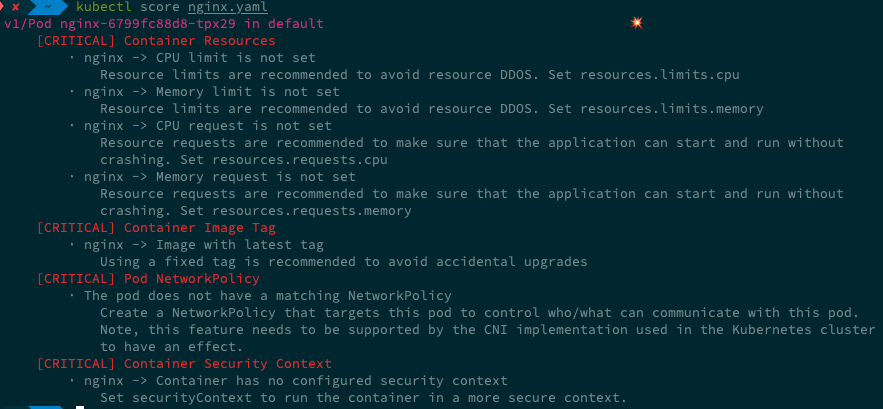 ✘ ~ kubectl score nginx.yaml
v1/Pod nginx-6799fc88d8-tpx29 in default 💥
[CRITICAL] Container Resources
· nginx -> CPU limit is not set
Resource limits are recommended to avoid resource DDOS. Set resources.limits.cpu
· nginx -> Memory limit is not set
Resource limits are recommended to avoid resource DDOS. Set resources.limits.memory
· nginx -> CPU request is not set
Resource requests are recommended to make sure that the application can start and run without
crashing. Set resources.requests.cpu
· nginx -> Memory request is not set
Resource requests are recommended to make sure that the application can start and run without
crashing. Set resources.requests.memory
[CRITICAL] Container Image Tag
· nginx -> Image with latest tag
Using a fixed tag is recommended to avoid accidental upgrades
[CRITICAL] Pod NetworkPolicy
· The pod does not have a matching NetworkPolicy
Create a NetworkPolicy that targets this pod to control who/what can communicate with this pod.
Note, this feature needs to be supported by the CNI implementation used in the Kubernetes cluster
to have an effect.
[CRITICAL] Container Security Context
· nginx -> Container has no configured security context
Set securityContext to run the container in a more secure context.